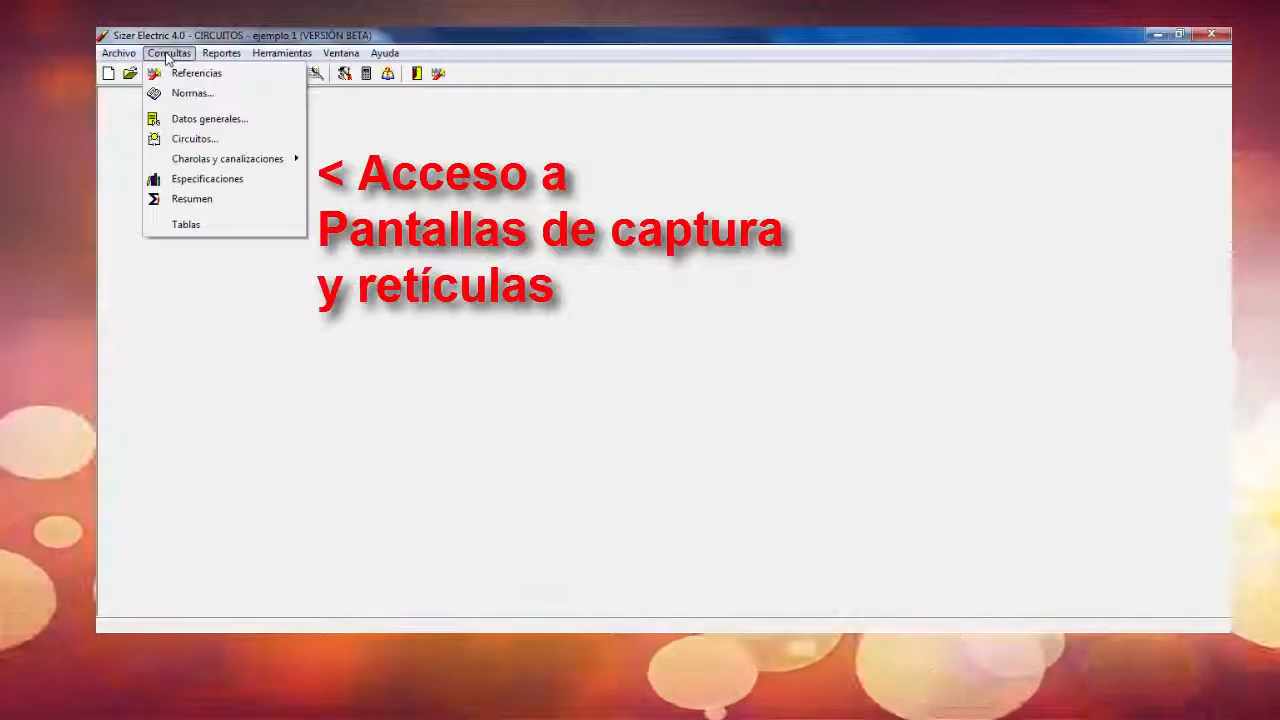 Sizer Electric 4.0 - CIRCUITOS - ejemplo 1 (VERSIÓN BETA)
Archivo Consultas Reportes Herramientas Ventana Ayuda
Referencias
Normas...
Datos generales...
Circuitos...
Charolas y canalizaciones
Especificaciones
Resumen
Tablas
< Acceso a
Pantallas de captura
y retículas